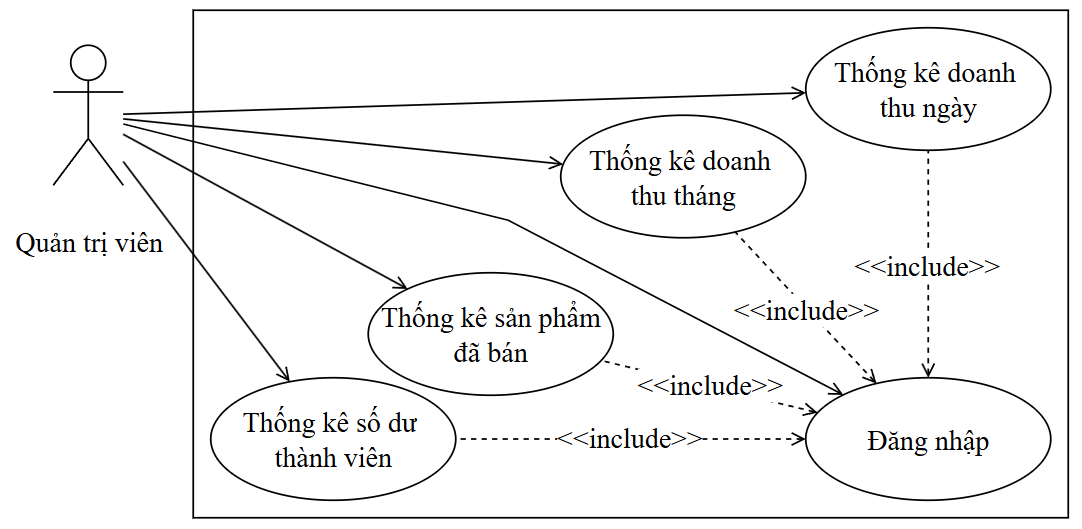 Thống kê doanh
thu ngày
Thống kê doanh
thu tháng
Quản trị viên
<<include>>
<<include>>
Thống kê sản phẩm
đã bán
<<include>>
Thống kê số dư
thành viên
<<include>>
Đăng nhập